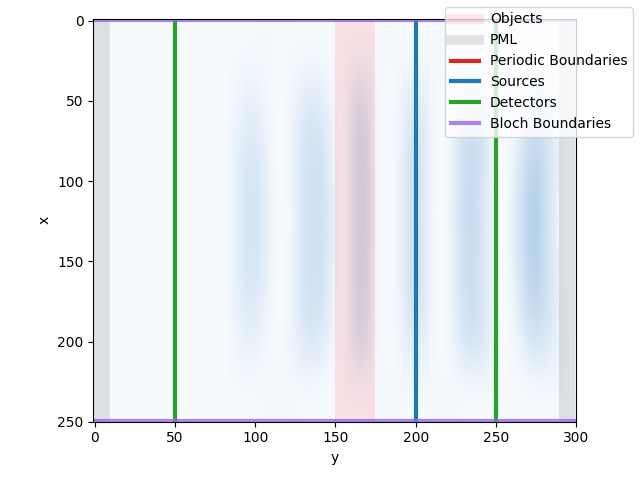 Objects
PML
Periodic Boundaries
Sources
Detectors
Bloch Boundaries
0
50
100
150
200
250
x
0 50 100 150 200 250 300
y